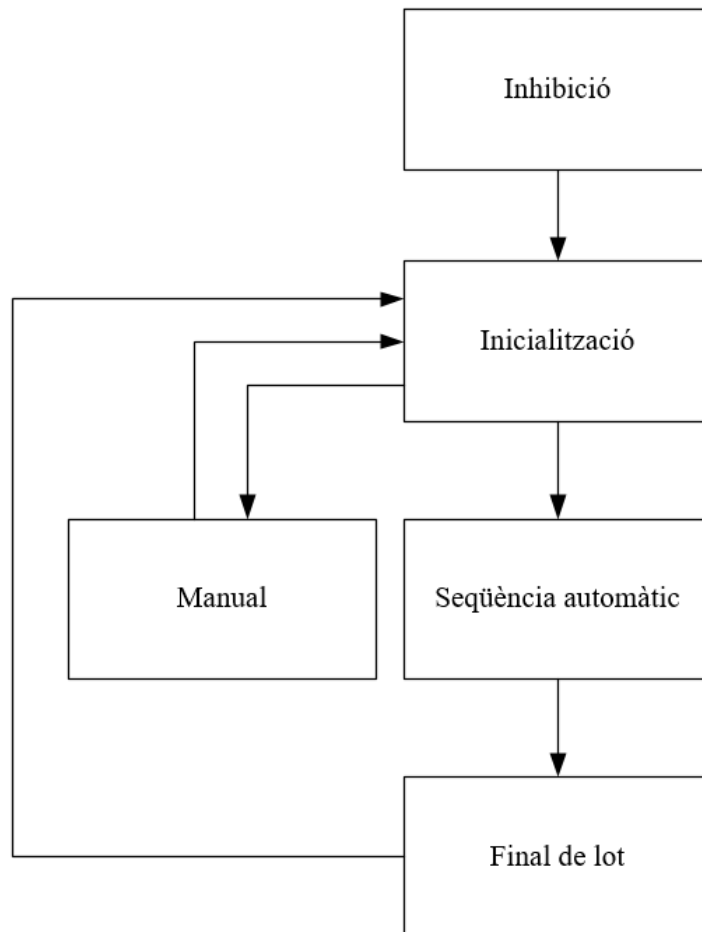 Inhibició
Inicialització
Manual
Seqüència automàtic
Final de lot